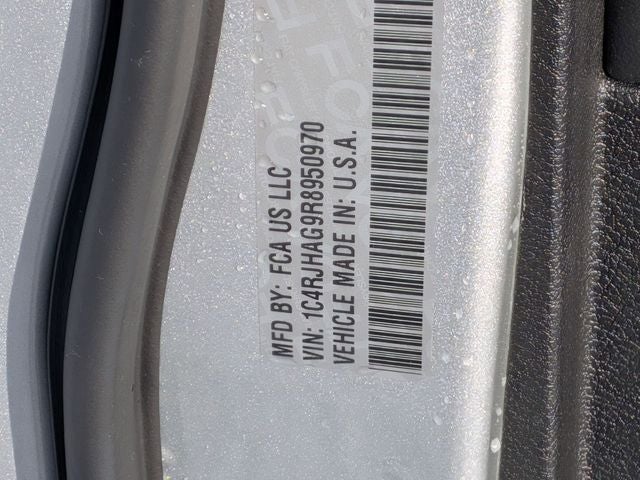 MFD BY: FCA US LLC
VIN: 1C4RJHAG9R8950970
VEHICLE MADE IN: U.S.A.